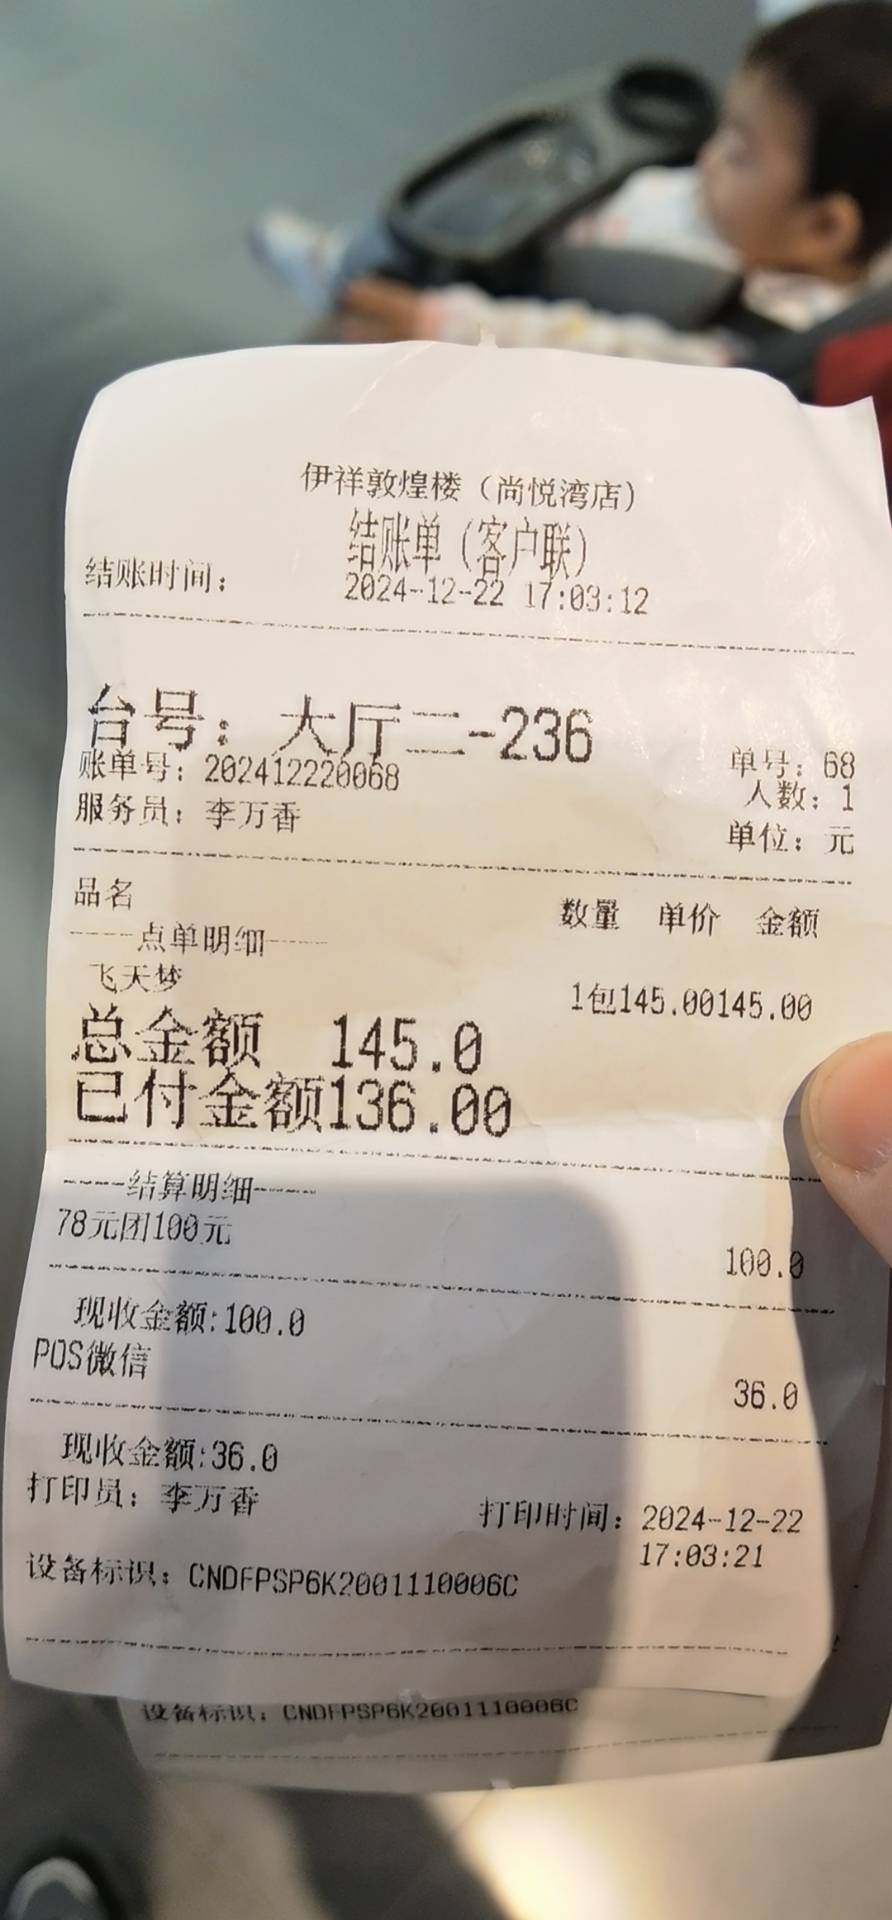 伊祥敦煌楼（尚悦湾店）
结账单（客户联）
结账时间： 2024-12-22 17:03:12
台号：大厅二-236
账单号：202412220068 单号：68
人数：1
服务员：李万香 单位：元
品名 数量 单价 金额
-----点单明细-----
飞天梦 1包145.00145.00
总金额 145.0
已付金额136.00
-----结算明细-----
78元团100元 100.0
现收金额:100.0
POS微信 36.0
现收金额:36.0
打印员：李万香 打印时间：2024-12-22
17:03:21
设备标识：CNDFPSP6K2001110006C
设备标识：CNDFPSP6K2001110006C